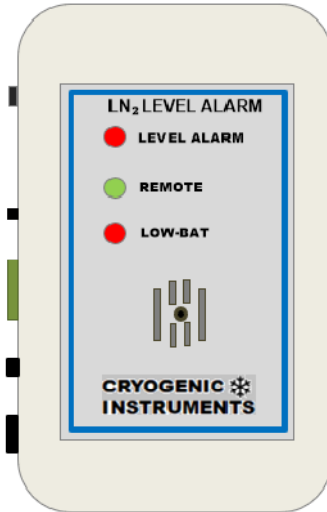 LN₂ LEVEL ALARM
LEVEL ALARM
REMOTE
LOW-BAT
CRYOGENIC
INSTRUMENTS